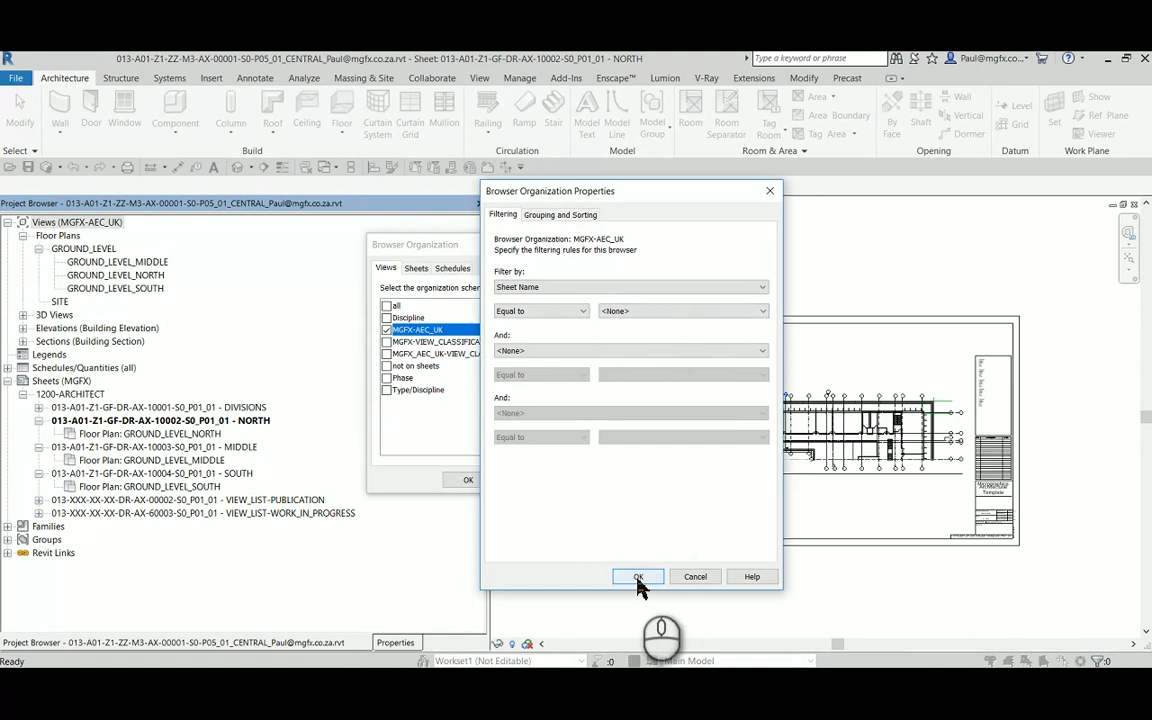 013-A01-Z1-ZZ-M3-AX-00001-S0-P05_01_CENTRAL_Paul@mgfx.co.za.rvt - Sheet: 013-A01-Z1-GF-DR-AX-10002-S0_P01_01 - NORTH
Type a keyword or phrase
Paul@mgfx.co...
File
Architecture
Structure
Systems
Insert
Annotate
Analyze
Massing & Site
Collaborate
View
Manage
Add-Ins
Enscape™
Lumion
V-Ray
Extensions
Modify
Precast
Modify
Wall
Door
Window
Component
Column
Roof
Ceiling
Floor
Curtain System
Curtain Grid
Mullion
Railing
Ramp
Stair
Model Text
Model Line
Model Group
Room
Room Separator
Tag Room
Area
Area Boundary
Tag Area
By Face
Shaft
Wall
Vertical
Dormer
Level
Grid
Set
Show
Ref Plane
Viewer
Select
Build
Circulation
Model
Room & Area
Opening
Datum
Work Plane
Project Browser - 013-A01-Z1-ZZ-M3-AX-00001-S0-P05_01_CENTRAL_Paul@mgfx.co.za.rvt
Views (MGFX-AEC_UK)
Floor Plans
GROUND_LEVEL
GROUND_LEVEL_MIDDLE
GROUND_LEVEL_NORTH
GROUND_LEVEL_SOUTH
SITE
3D Views
Elevations (Building Elevation)
Sections (Building Section)
Legends
Schedules/Quantities (all)
Sheets (MGFX)
1200-ARCHITECT
013-A01-Z1-GF-DR-AX-10001-S0_P01_01 - DIVISIONS
013-A01-Z1-GF-DR-AX-10002-S0_P01_01 - NORTH
Floor Plan: GROUND_LEVEL_NORTH
013-A01-Z1-GF-DR-AX-10003-S0_P01_01 - MIDDLE
Floor Plan: GROUND_LEVEL_MIDDLE
013-A01-Z1-GF-DR-AX-10004-S0_P01_01 - SOUTH
Floor Plan: GROUND_LEVEL_SOUTH
013-XXX-XX-XX-DR-AX-00002-S0_P01_01 - VIEW_LIST-PUBLICATION
013-XXX-XX-XX-DR-AX-60003-S0_P01_01 - VIEW_LIST-WORK_IN_PROGRESS
Families
Groups
Revit Links
Browser Organization
Views
Sheets
Schedules
Select the organization schem
all
Discipline
MGFX-AEC_UK
MGFX-VIEW_CLASSIFICA
MGFX_AEC_UK-VIEW_CLA
not on sheets
Phase
Type/Discipline
OK
Browser Organization Properties
Filtering
Grouping and Sorting
Browser Organization: MGFX-AEC_UK
Specify the filtering rules for this browser
Filter by:
Sheet Name
Equal to
<None>
And:
<None>
Equal to
And:
<None>
Equal to
OK
Cancel
Help
Project Browser - 013-A01-Z1-ZZ-M3-AX-00001-S0-P05_01_CENTRAL_Paul@mgfx.co.za.rvt
Properties
Ready
Workset1 (Not Editable)
:0
Main Model
:0